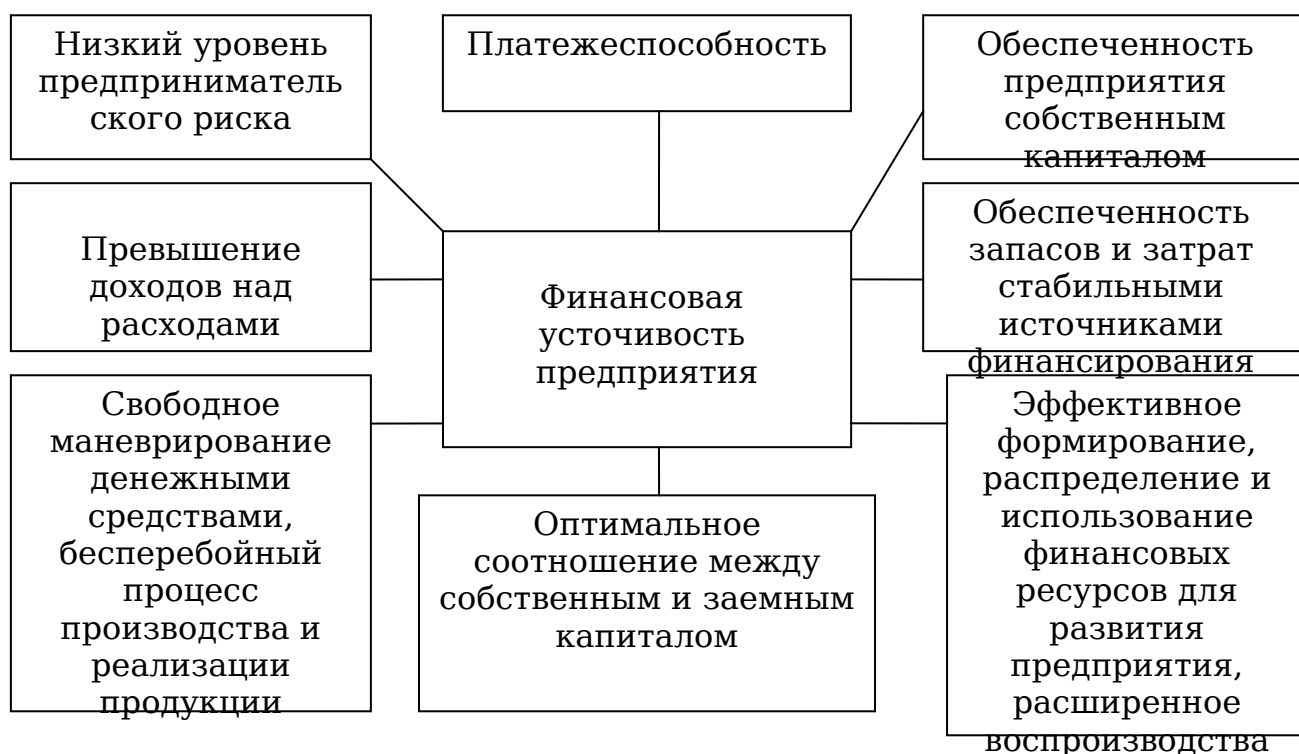 Низкий уровень
предприниматель
ского риска
Платежеспособность
Обеспеченность
предприятия
собственным
капиталом
Превышение
доходов над
расходами
Финансовая
усточивость
предприятия
Обеспеченность
запасов и затрат
стабильными
источниками
финансирования
Свободное
маневрирование
денежными
средствами,
бесперебойный
процесс
производства и
реализации
продукции
Оптимальное
соотношение между
собственным и заемным
капиталом
Эффективное
формирование,
распределение и
использование
финансовых
ресурсов для
развития
предприятия,
расширенное
воспроизводства